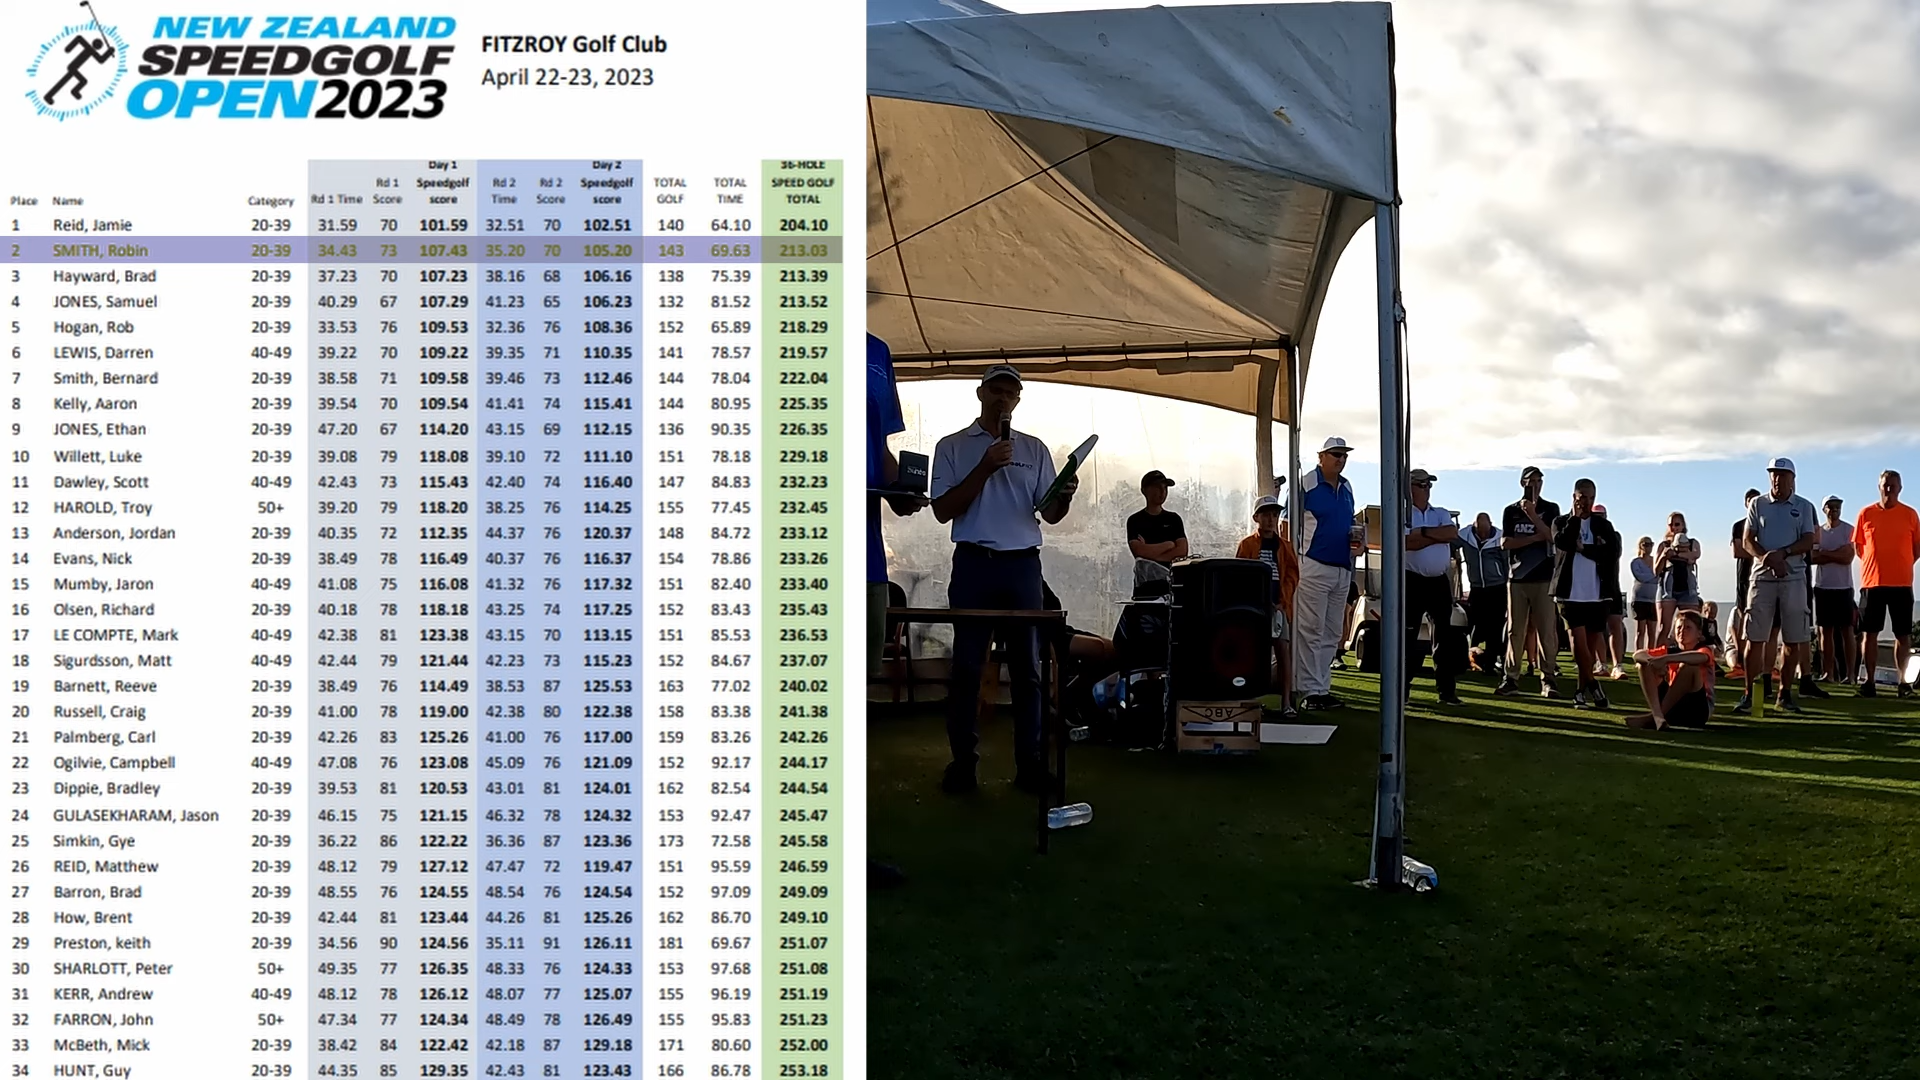 NEW ZEALAND
SPEEDGOLF
OPEN2023
FITZROY Golf Club
April 22-23, 2023
Place Name Category Rd 1 Time Rd 1 Score Day 1 Speedgolf score Rd 2 Time Rd 2 Score Day 2 Speedgolf score TOTAL GOLF TOTAL TIME 36-HOLE SPEED GOLF TOTAL
1 Reid, Jamie 20-39 31.59 70 101.59 32.51 70 102.51 140 64.10 204.10
2 SMITH, Robin 20-39 34.43 73 107.43 35.20 70 105.20 143 69.63 213.03
3 Hayward, Brad 20-39 37.23 70 107.23 38.16 68 106.16 138 75.39 213.39
4 JONES, Samuel 20-39 40.29 67 107.29 41.23 65 106.23 132 81.52 213.52
5 Hogan, Rob 20-39 33.53 76 109.53 32.36 76 108.36 152 65.89 218.29
6 LEWIS, Darren 40-49 39.22 70 109.22 39.35 71 110.35 141 78.57 219.57
7 Smith, Bernard 20-39 38.58 71 109.58 39.46 73 112.46 144 78.04 222.04
8 Kelly, Aaron 20-39 39.54 70 109.54 41.41 74 115.41 144 80.95 225.35
9 JONES, Ethan 20-39 47.20 67 114.20 43.15 69 112.15 136 90.35 226.35
10 Willett, Luke 20-39 39.08 79 118.08 39.10 72 111.10 151 78.18 229.18
11 Dawley, Scott 40-49 42.43 73 115.43 42.40 74 116.40 147 84.83 232.23
12 HAROLD, Troy 50+ 39.20 79 118.20 38.25 76 114.25 155 77.45 232.45
13 Anderson, Jordan 20-39 40.35 72 112.35 44.37 76 120.37 148 84.72 233.12
14 Evans, Nick 20-39 38.49 78 116.49 40.37 76 116.37 154 78.86 233.26
15 Mumby, Jaron 40-49 41.08 75 116.08 41.32 76 117.32 151 82.40 233.40
16 Olsen, Richard 20-39 40.18 78 118.18 43.25 74 117.25 152 83.43 235.43
17 LE COMPTE, Mark 40-49 42.38 81 123.38 43.15 70 113.15 151 85.53 236.53
18 Sigurdsson, Matt 40-49 42.44 79 121.44 42.23 73 115.23 152 84.67 237.07
19 Barnett, Reeve 20-39 38.49 76 114.49 38.53 87 125.53 163 77.02 240.02
20 Russell, Craig 20-39 41.00 78 119.00 42.38 80 122.38 158 83.38 241.38
21 Palmberg, Carl 20-39 42.26 83 125.26 41.00 76 117.00 159 83.26 242.26
22 Ogilvie, Campbell 40-49 47.08 76 123.08 45.09 76 121.09 152 92.17 244.17
23 Dippie, Bradley 20-39 39.53 81 120.53 43.01 81 124.01 162 82.54 244.54
24 GULASEKHARAM, Jason 20-39 46.15 75 121.15 46.32 78 124.32 153 92.47 245.47
25 Simkin, Gye 20-39 36.22 86 122.22 36.36 87 123.36 173 72.58 245.58
26 REID, Matthew 20-39 48.12 79 127.12 47.47 72 119.47 151 95.59 246.59
27 Barron, Brad 20-39 48.55 76 124.55 48.54 76 124.54 152 97.09 249.09
28 How, Brent 20-39 42.44 81 123.44 44.26 81 125.26 162 86.70 249.10
29 Preston, keith 20-39 34.56 90 124.56 35.11 91 126.11 181 69.67 251.07
30 SHARLOTT, Peter 50+ 49.35 77 126.35 48.33 76 124.33 153 97.68 251.08
31 KERR, Andrew 40-49 48.12 78 126.12 48.07 77 125.07 155 96.19 251.19
32 FARRON, John 50+ 47.34 77 124.34 48.49 78 126.49 155 95.83 251.23
33 McBeth, Mick 20-39 38.42 84 122.42 42.18 87 129.18 171 80.60 252.00
34 HUNT, Guy 20-39 44.35 85 129.35 42.43 81 123.43 166 86.78 253.18
ANZ
ABC